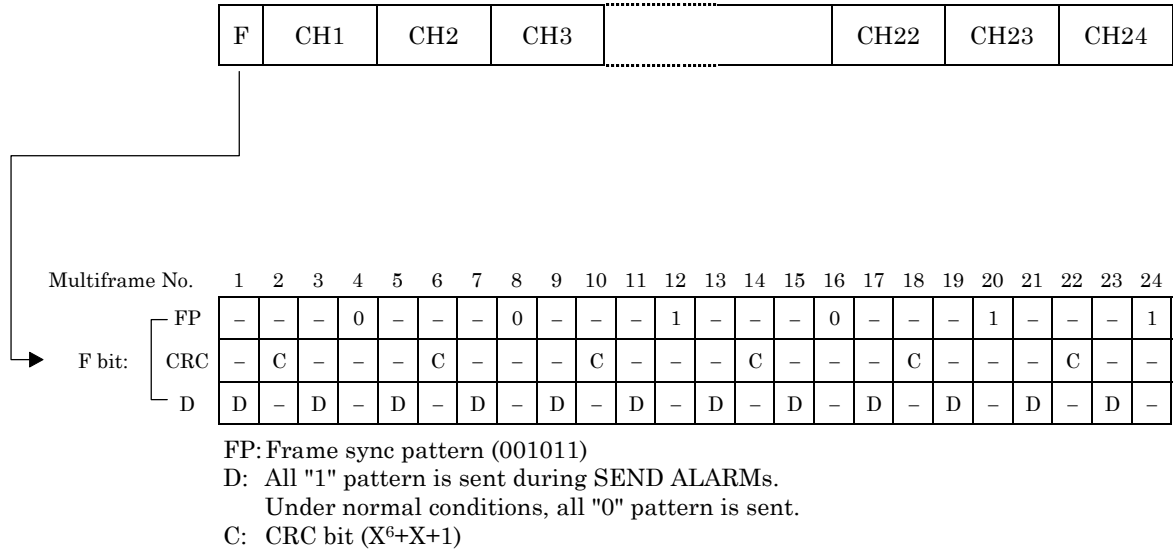 F CH1 CH2 CH3 CH22 CH23 CH24
Multiframe No. 1 2 3 4 5 6 7 8 9 10 11 12 13 14 15 16 17 18 19 20 21 22 23 24
FP – – – 0 – – – 0 – – – 1 – – – 0 – – – 1 – – – 1
F bit: CRC – C – – – C – – – C – – – C – – – C – – – C – –
D D – D – D – D – D – D – D – D – D – D – D – D –
FP: Frame sync pattern (001011)
D: All "1" pattern is sent during SEND ALARMs.
Under normal conditions, all "0" pattern is sent.
C: CRC bit (X⁶+X+1)